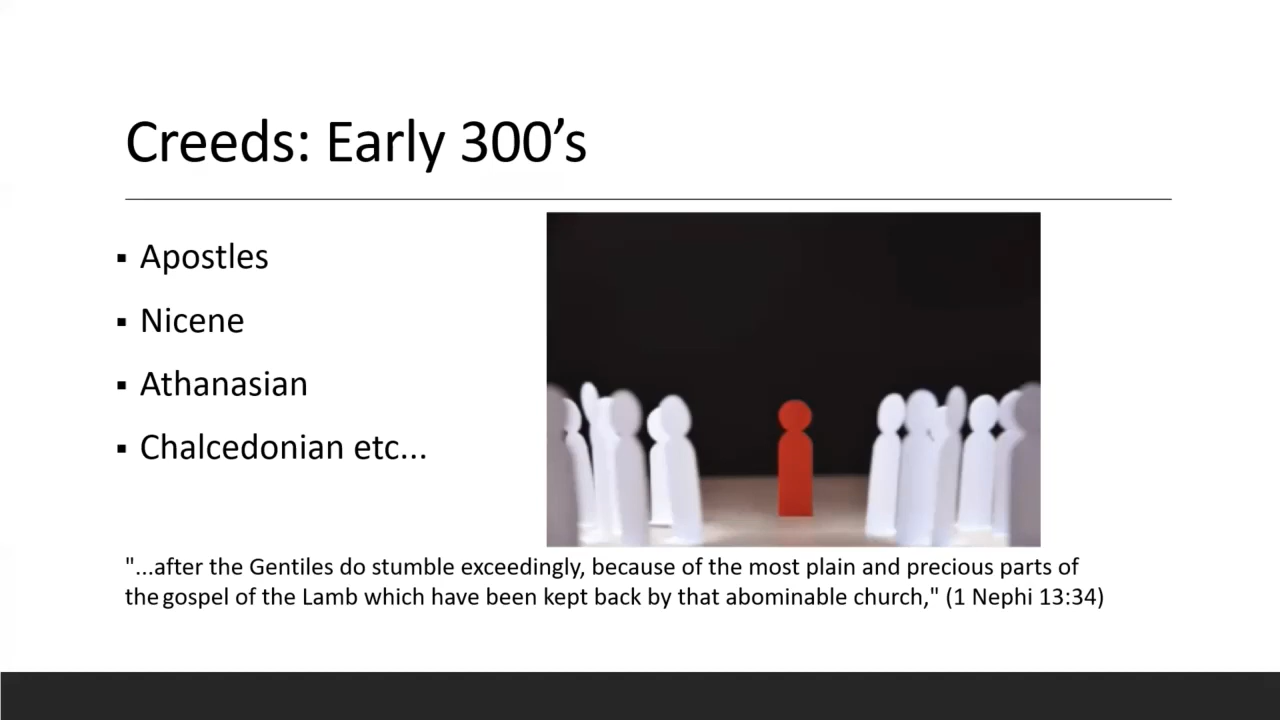 Creeds: Early 300’s
▪ Apostles
▪ Nicene
▪ Athanasian
▪ Chalcedonian etc...
"...after the Gentiles do stumble exceedingly, because of the most plain and precious parts of
the gospel of the Lamb which have been kept back by that abominable church," (1 Nephi 13:34)